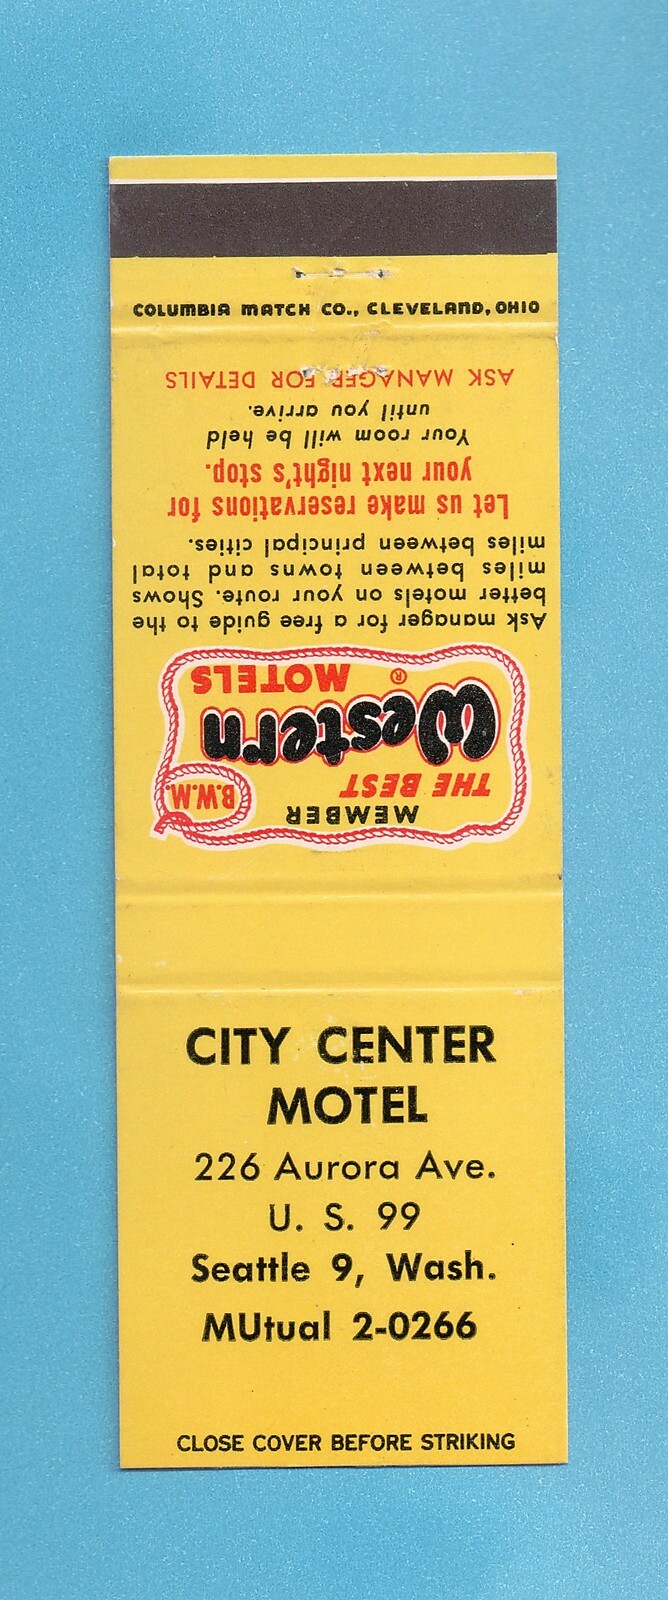 COLUMBIA MATCH CO., CLEVELAND, OHIO
MEMBER
THE BEST
Western
MOTELS
®
B.W.M.
Ask manager for a free guide to the
better motels on your route. Shows
miles between towns and total
miles between principal cities.
Let us make reservations for
your next night's stop.
Your room will be held
until you arrive.
ASK MANAGER FOR DETAILS
CITY CENTER
MOTEL
226 Aurora Ave.
U. S. 99
Seattle 9, Wash.
MUtual 2-0266
CLOSE COVER BEFORE STRIKING